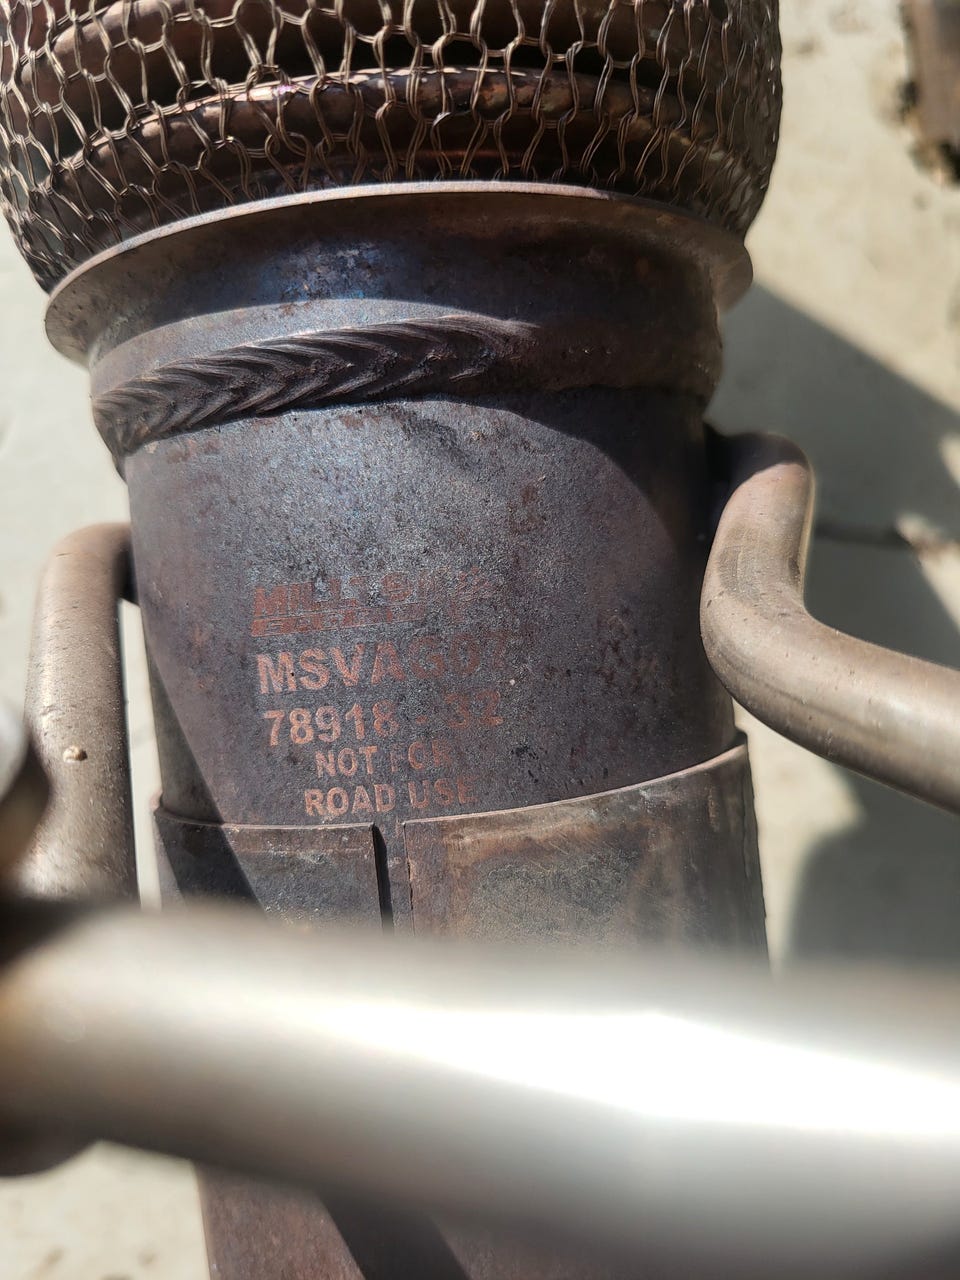 MSVAG07
78918 - 32
NOT FOR
ROAD USE